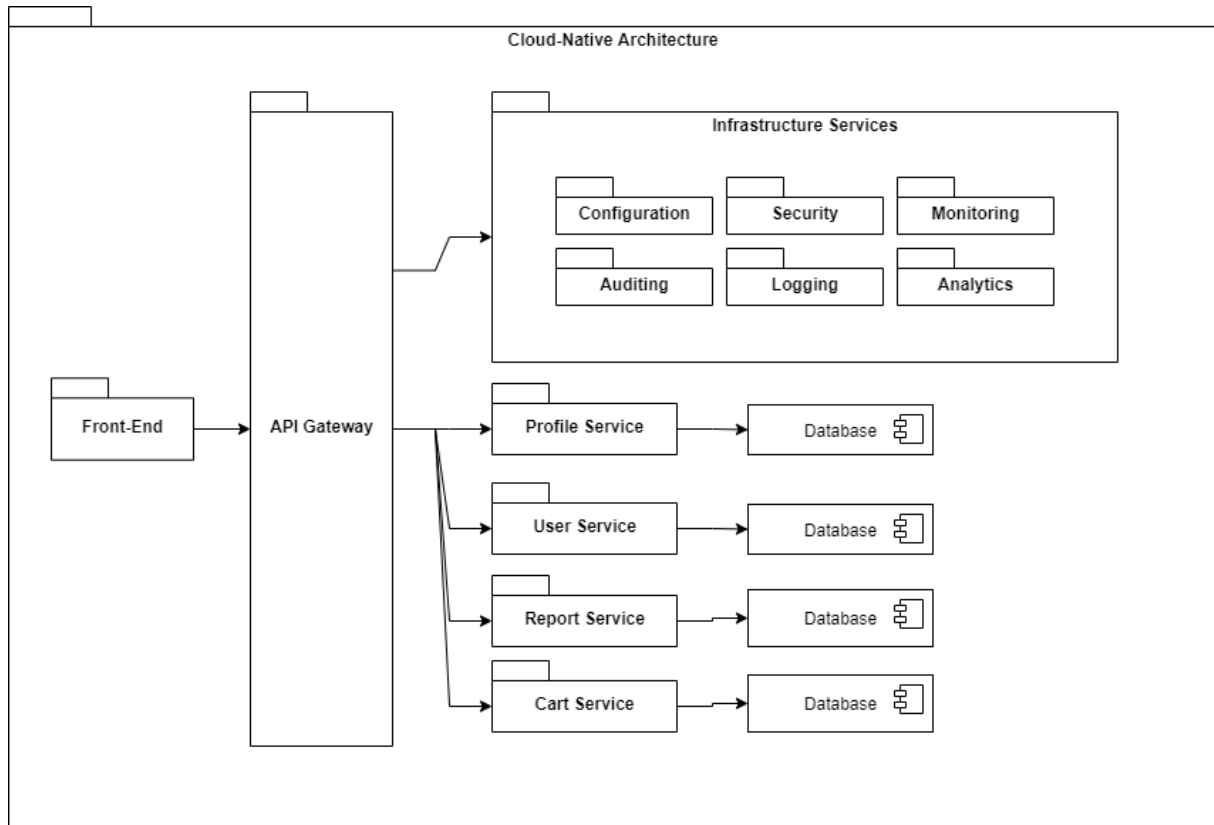 Cloud-Native Architecture
Infrastructure Services
Configuration
Security
Monitoring
Auditing
Logging
Analytics
Front-End
API Gateway
Profile Service
Database
User Service
Database
Report Service
Database
Cart Service
Database